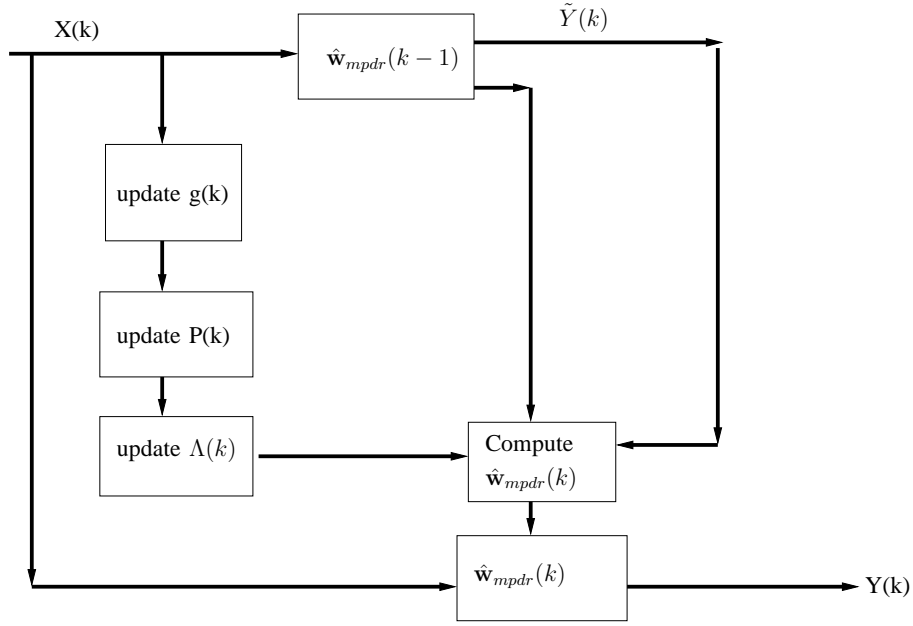 X(k)
Ỹ(k)
ŵ_mpdr(k − 1)
update g(k)
update P(k)
update Λ(k)
Compute
ŵ_mpdr(k)
ŵ_mpdr(k)
Y(k)